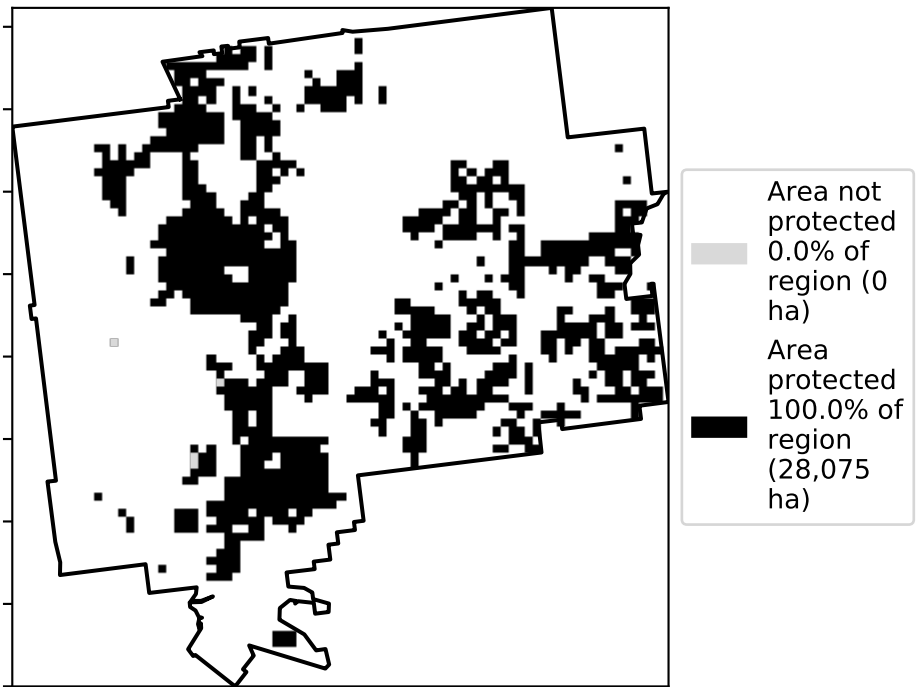 Area not
protected
0.0% of
region (0
ha)
Area
protected
100.0% of
region
(28,075
ha)